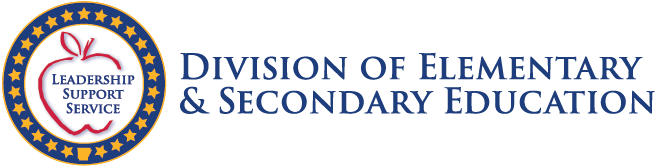 Leadership
Support
Service
Division of Elementary
& Secondary Education